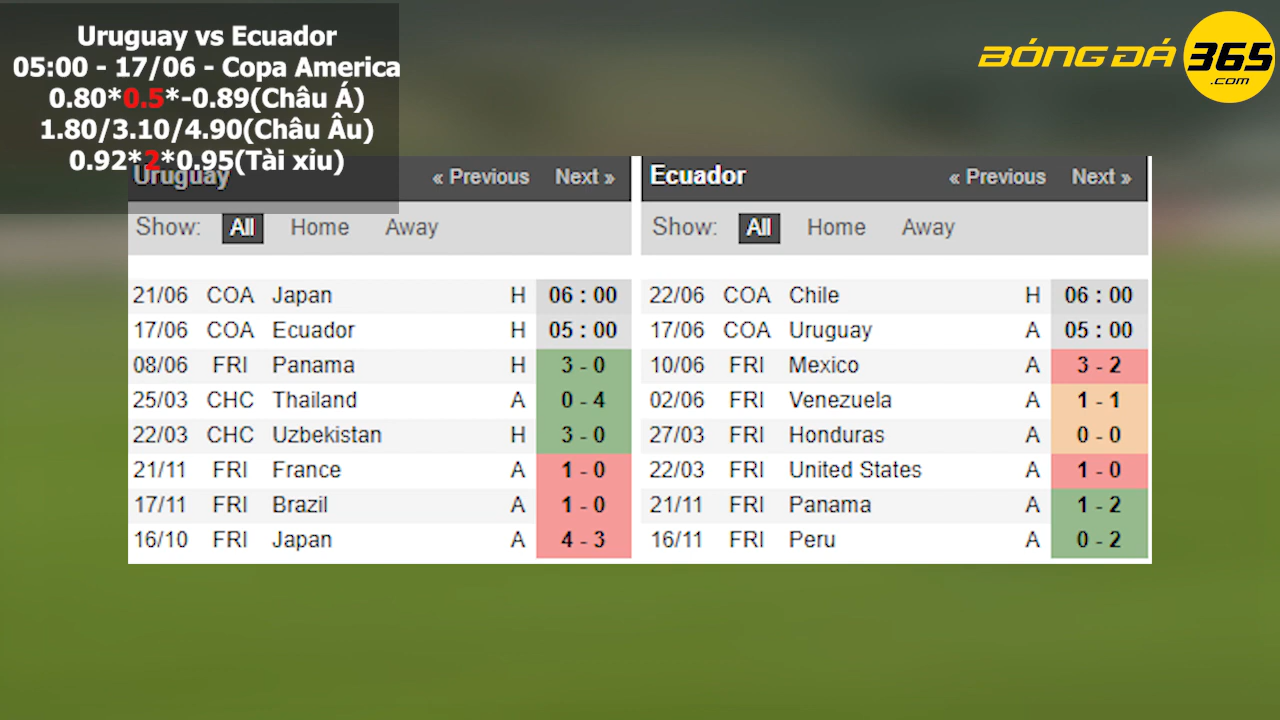 Uruguay vs Ecuador
05:00 - 17/06 - Copa America
0.80*0.5*-0.89(Châu Á)
1.80/3.10/4.90(Châu Âu)
0.92*2*0.95(Tài xỉu)
BÓNG ĐÁ 365
.COM
Uruguay « Previous Next »
Show: All Home Away
21/06 COA Japan H 06 : 00
17/06 COA Ecuador H 05 : 00
08/06 FRI Panama H 3 - 0
25/03 CHC Thailand A 0 - 4
22/03 CHC Uzbekistan H 3 - 0
21/11 FRI France A 1 - 0
17/11 FRI Brazil A 1 - 0
16/10 FRI Japan A 4 - 3
Ecuador « Previous Next »
Show: All Home Away
22/06 COA Chile H 06 : 00
17/06 COA Uruguay A 05 : 00
10/06 FRI Mexico A 3 - 2
02/06 FRI Venezuela A 1 - 1
27/03 FRI Honduras A 0 - 0
22/03 FRI United States A 1 - 0
21/11 FRI Panama A 1 - 2
16/11 FRI Peru A 0 - 2